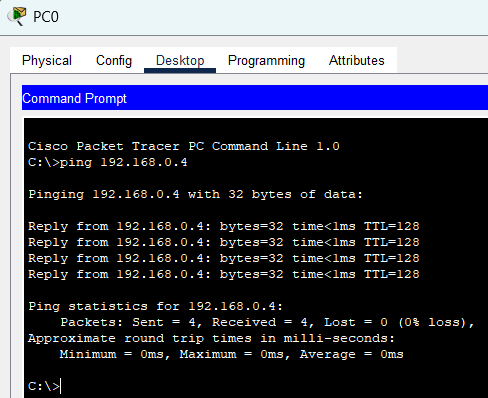 PC0
Physical Config Desktop Programming Attributes
Command Prompt
Cisco Packet Tracer PC Command Line 1.0
C:\>ping 192.168.0.4
Pinging 192.168.0.4 with 32 bytes of data:
Reply from 192.168.0.4: bytes=32 time<1ms TTL=128
Reply from 192.168.0.4: bytes=32 time<1ms TTL=128
Reply from 192.168.0.4: bytes=32 time<1ms TTL=128
Reply from 192.168.0.4: bytes=32 time<1ms TTL=128
Ping statistics for 192.168.0.4:
Packets: Sent = 4, Received = 4, Lost = 0 (0% loss),
Approximate round trip times in milli-seconds:
Minimum = 0ms, Maximum = 0ms, Average = 0ms
C:\>